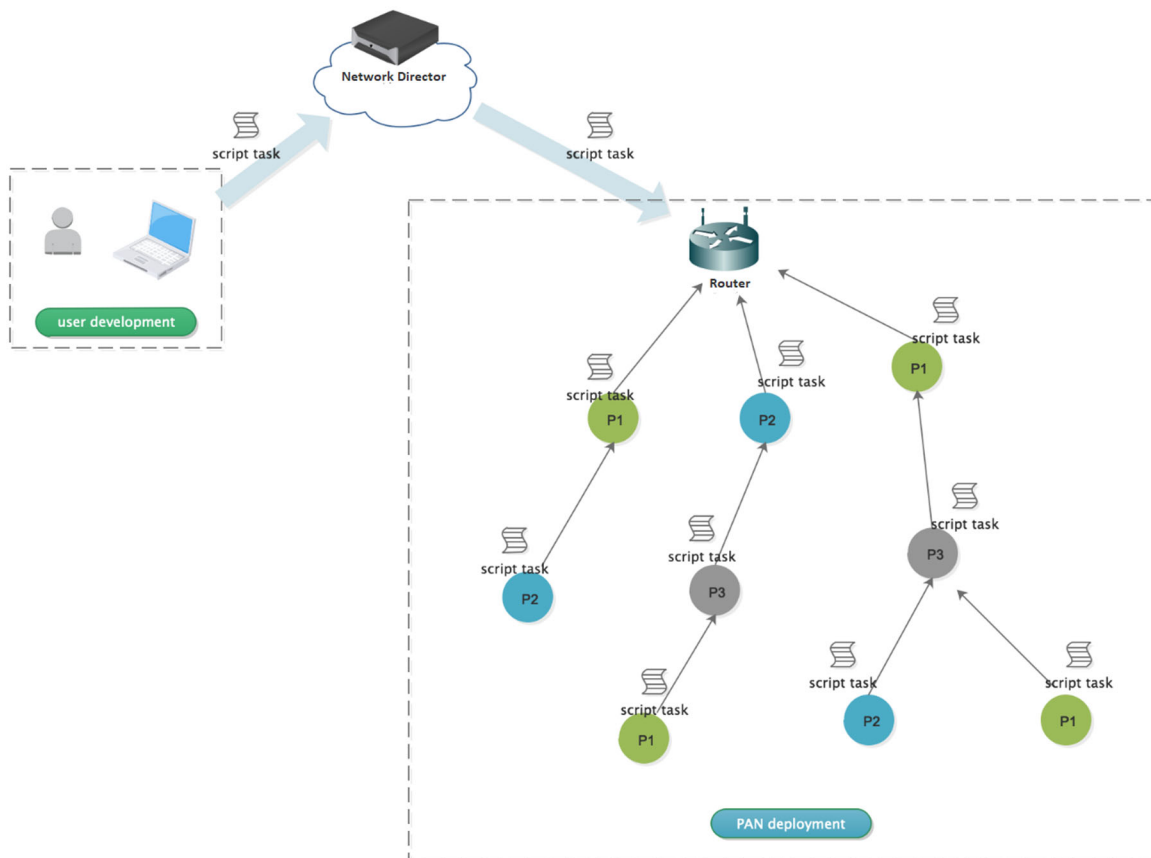 Network Director
script task
script task
user development
Router
script task
P1
script task
P1
script task
P2
script task
P3
script task
P2
script task
P3
script task
P1
script task
P2
script task
P1
PAN deployment